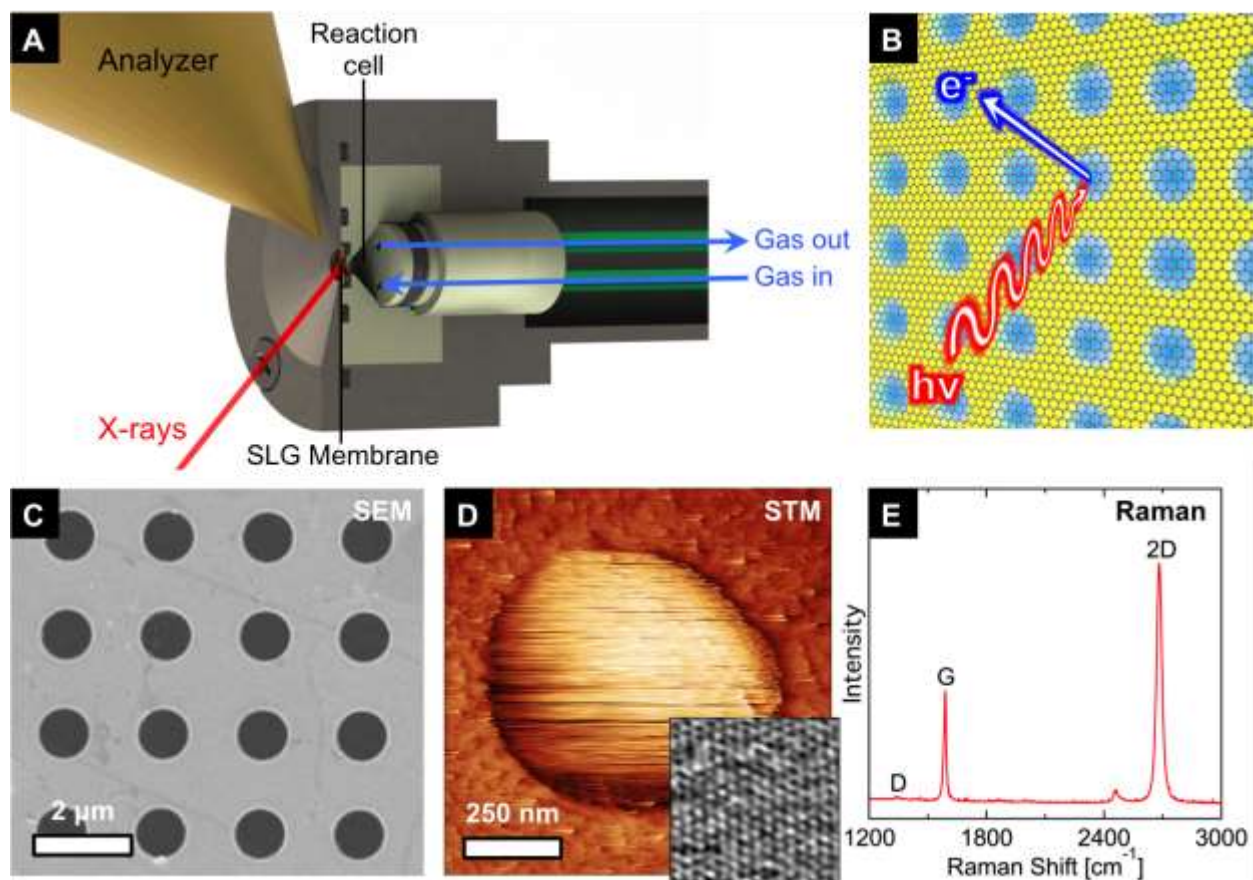 A
Analyzer
Reaction
cell
Gas out
Gas in
X-rays
SLG Membrane
B
e-
hν
C
SEM
2 µm
D
STM
250 nm
E
Raman
2D
G
D
Intensity
1200 1800 2400 3000
Raman Shift [cm⁻¹]